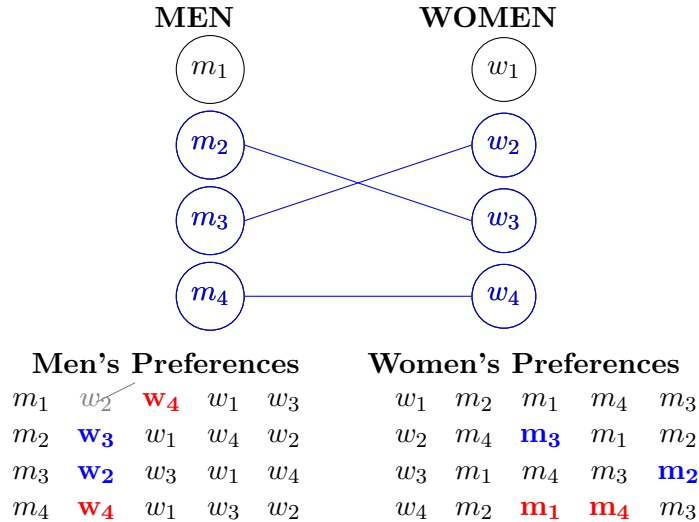 MEN WOMEN
m₁ w₁
m₂ w₂
m₃ w₃
m₄ w₄
Men's Preferences Women's Preferences
m₁ w₂ w₄ w₁ w₃ w₁ m₂ m₁ m₄ m₃
m₂ w₃ w₁ w₄ w₂ w₂ m₄ m₃ m₁ m₂
m₃ w₂ w₃ w₁ w₄ w₃ m₁ m₄ m₃ m₂
m₄ w₄ w₁ w₃ w₂ w₄ m₂ m₁ m₄ m₃